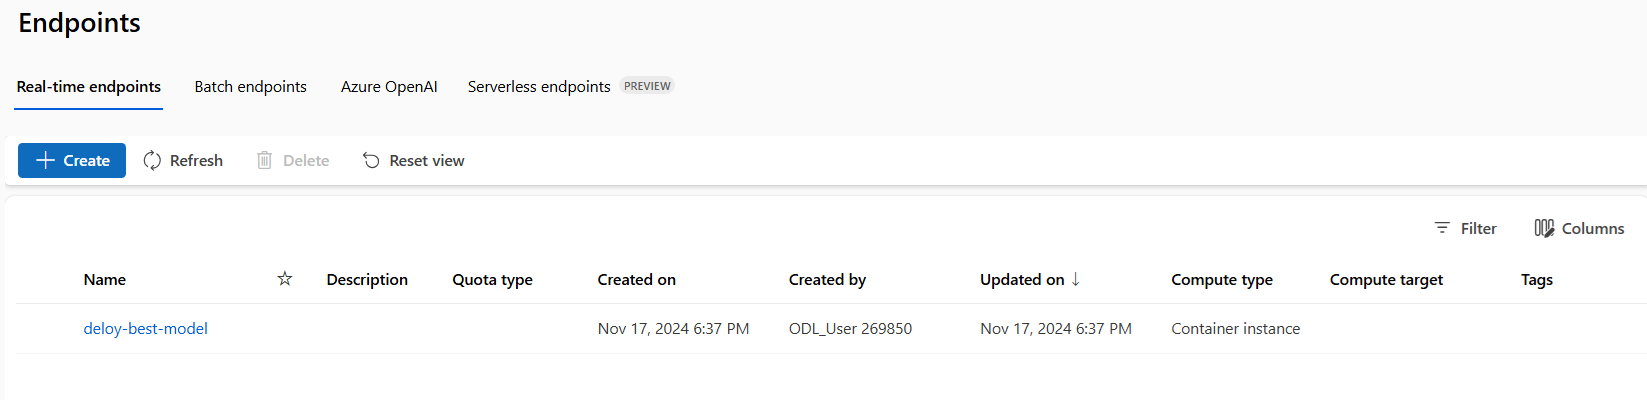 Endpoints
Real-time endpoints Batch endpoints Azure OpenAI Serverless endpoints PREVIEW
Create Refresh Delete Reset view
Filter Columns
Name Description Quota type Created on Created by Updated on Compute type Compute target Tags
deloy-best-model Nov 17, 2024 6:37 PM ODL_User 269850 Nov 17, 2024 6:37 PM Container instance